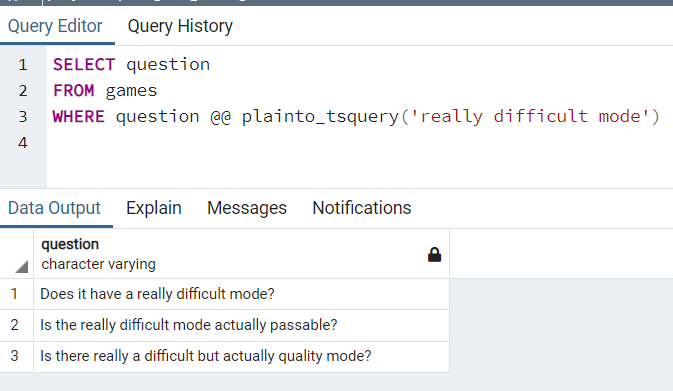 Query Editor Query History
1 SELECT question
2 FROM games
3 WHERE question @@ plainto_tsquery('really difficult mode')
4
Data Output Explain Messages Notifications
question
character varying
1 Does it have a really difficult mode?
2 Is the really difficult mode actually passable?
3 Is there really a difficult but actually quality mode?